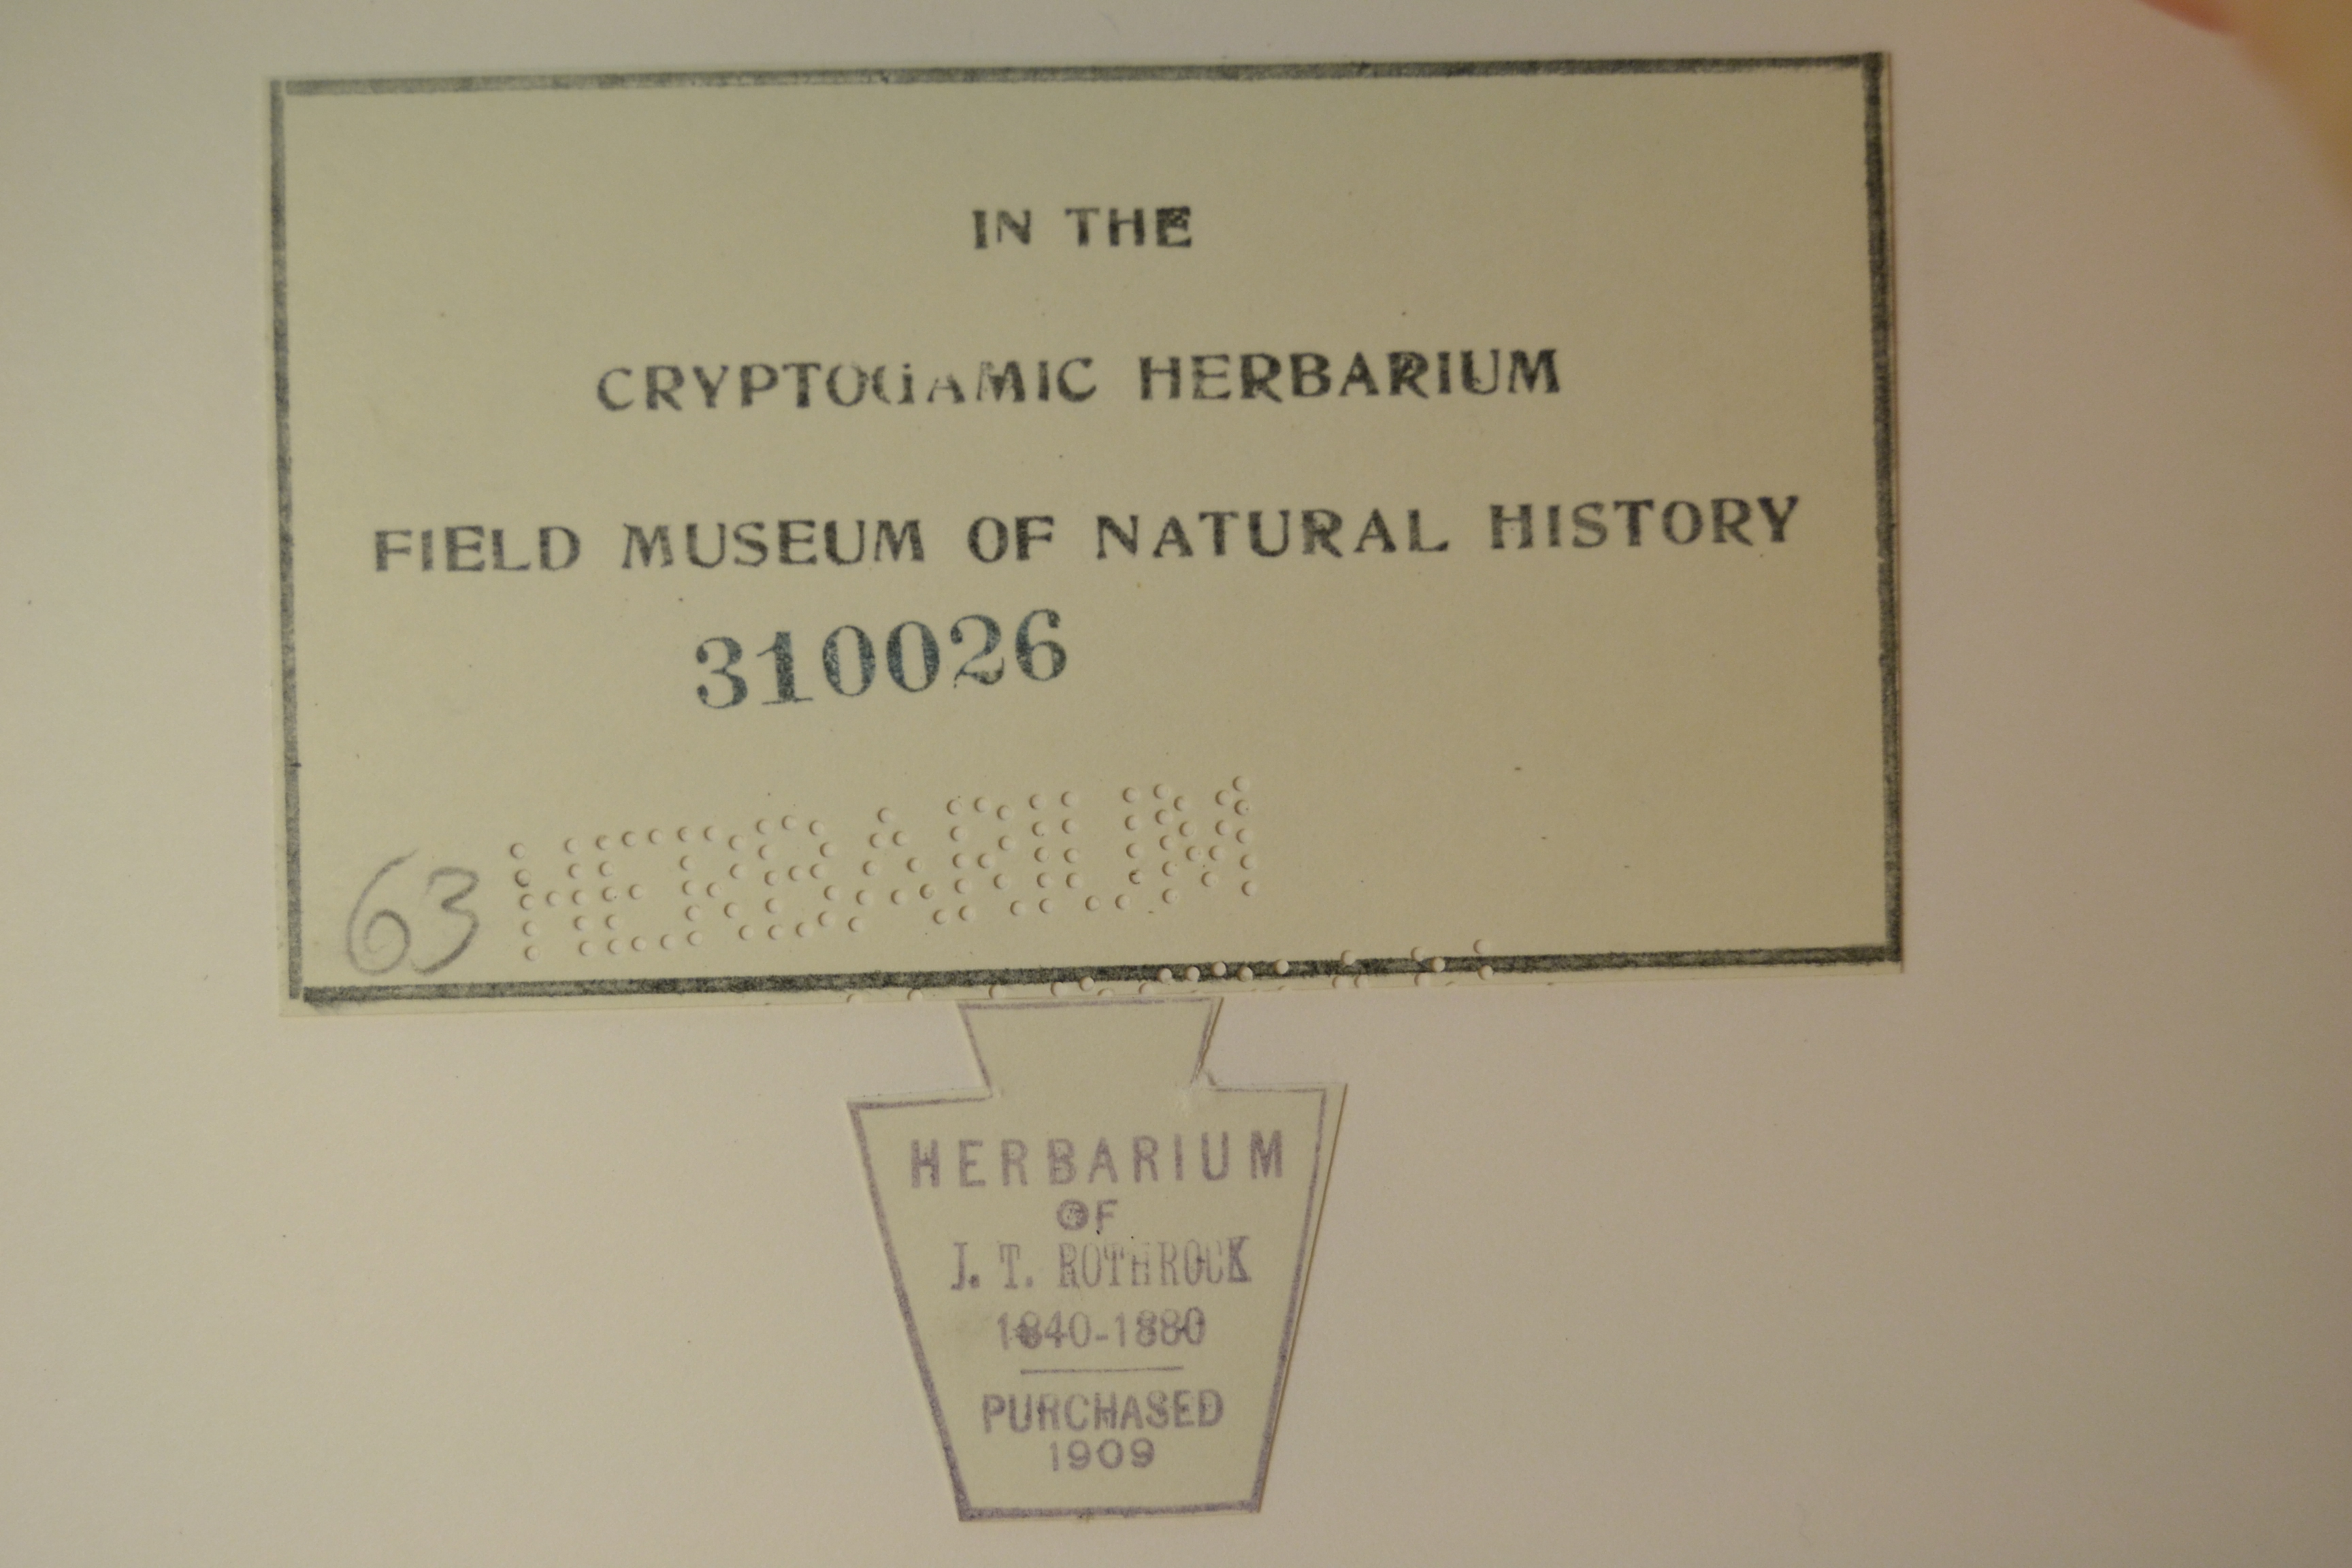 IN THE
CRYPTOGAMIC HERBARIUM
FIELD MUSEUM OF NATURAL HISTORY
310026
63 HERBARIUM
HERBARIUM
OF
J. T. ROTHROCK
1840-1880
PURCHASED
1909